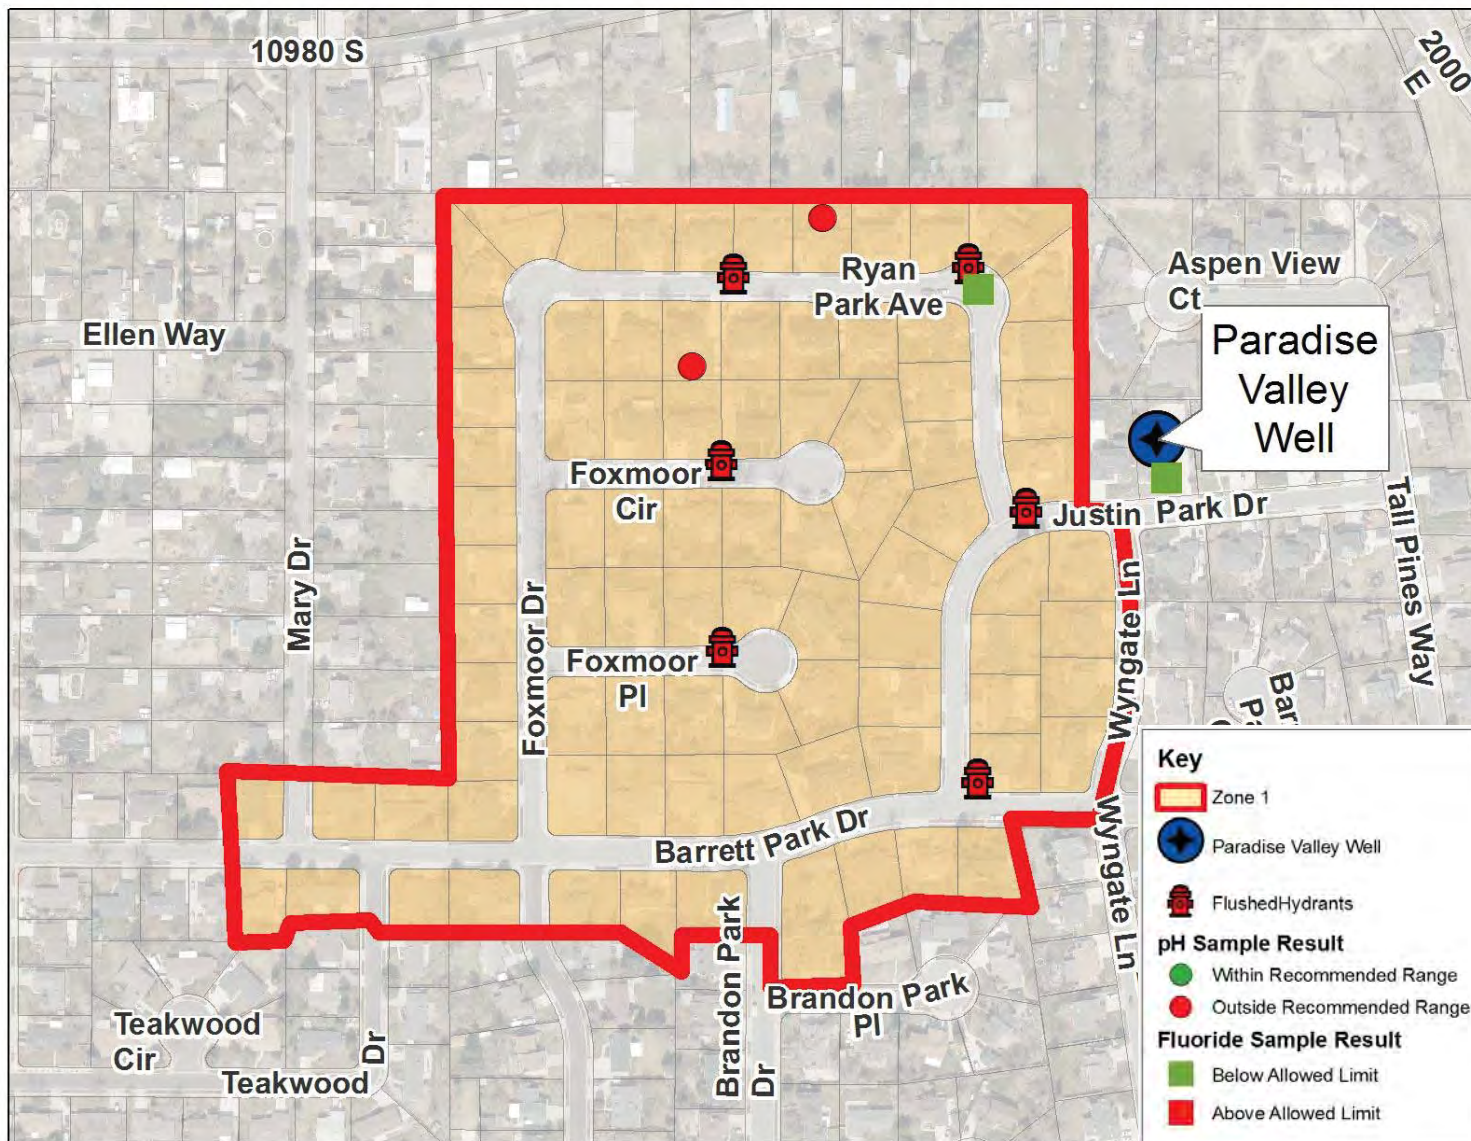 10980 S
2000
E
Ryan
Park Ave
Aspen View
Ct
Ellen Way
Paradise
Valley
Well
Foxmoor
Cir
Justin Park Dr
Tall Pines Way
Mary Dr
Foxmoor Dr
Wyngate Ln
Foxmoor
Pl
Barrett Park Dr
Wyngate Ln
Brandon Park
Dr
Brandon Park
Pl
Teakwood
Cir
Teakwood
Dr
Key
Zone 1
Paradise Valley Well
FlushedHydrants
pH Sample Result
Within Recommended Range
Outside Recommended Range
Fluoride Sample Result
Below Allowed Limit
Above Allowed Limit